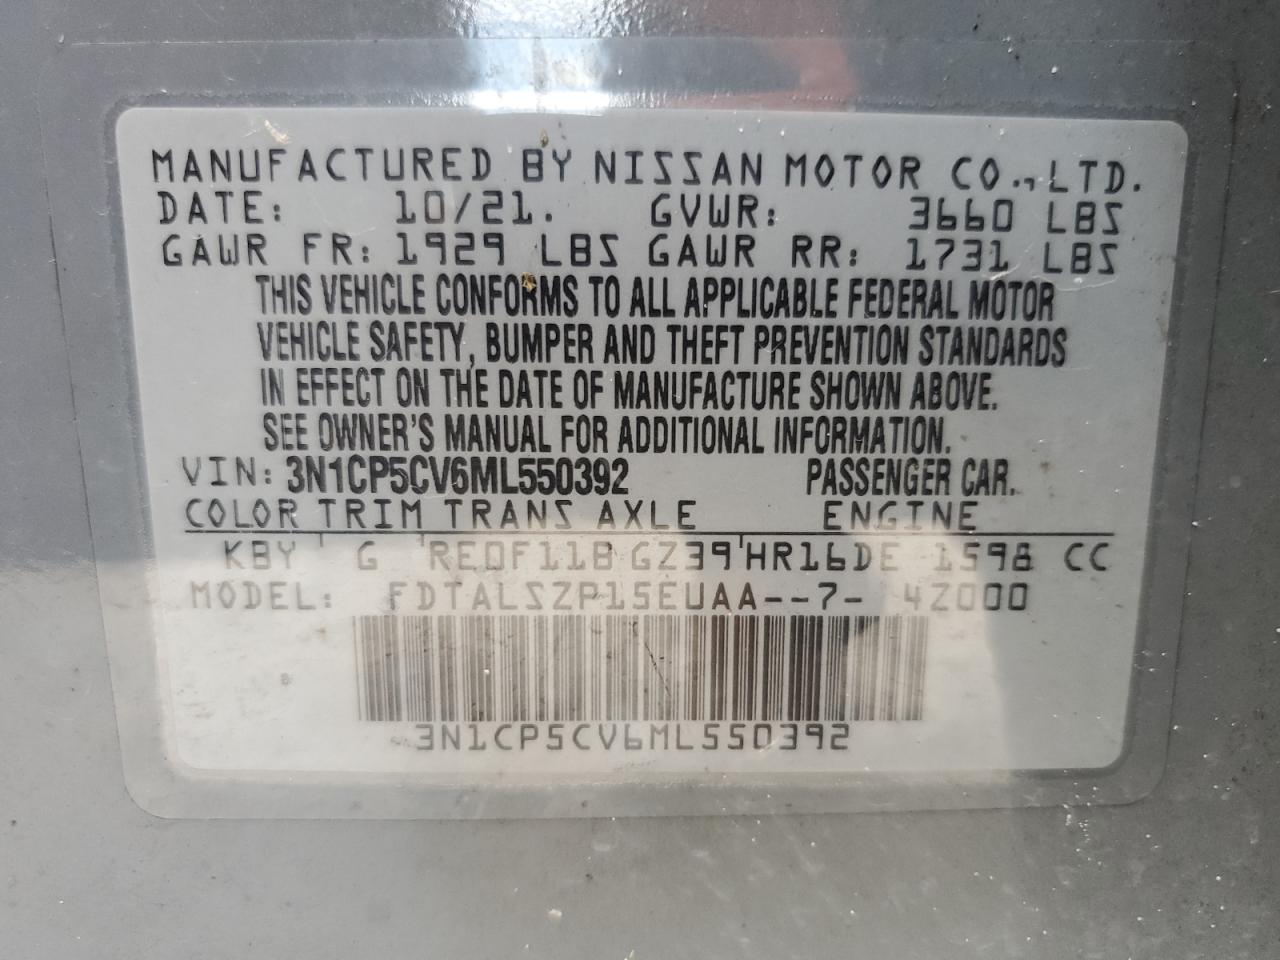 MANUFACTURED BY NISSAN MOTOR CO., LTD.
DATE: 10/21. GVWR: 3660 LBS
GAWR FR: 1929 LBS GAWR RR: 1731 LBS
THIS VEHICLE CONFORMS TO ALL APPLICABLE FEDERAL MOTOR
VEHICLE SAFETY, BUMPER AND THEFT PREVENTION STANDARDS
IN EFFECT ON THE DATE OF MANUFACTURE SHOWN ABOVE.
SEE OWNER'S MANUAL FOR ADDITIONAL INFORMATION.
VIN: 3N1CP5CV6ML550392 PASSENGER CAR.
COLOR TRIM TRANS AXLE ENGINE
KBY G RE0F11B GZ39 HR16DE 1598 CC
MODEL: FDTALSZP15EUAA--7- 4Z000
3N1CP5CV6ML550392